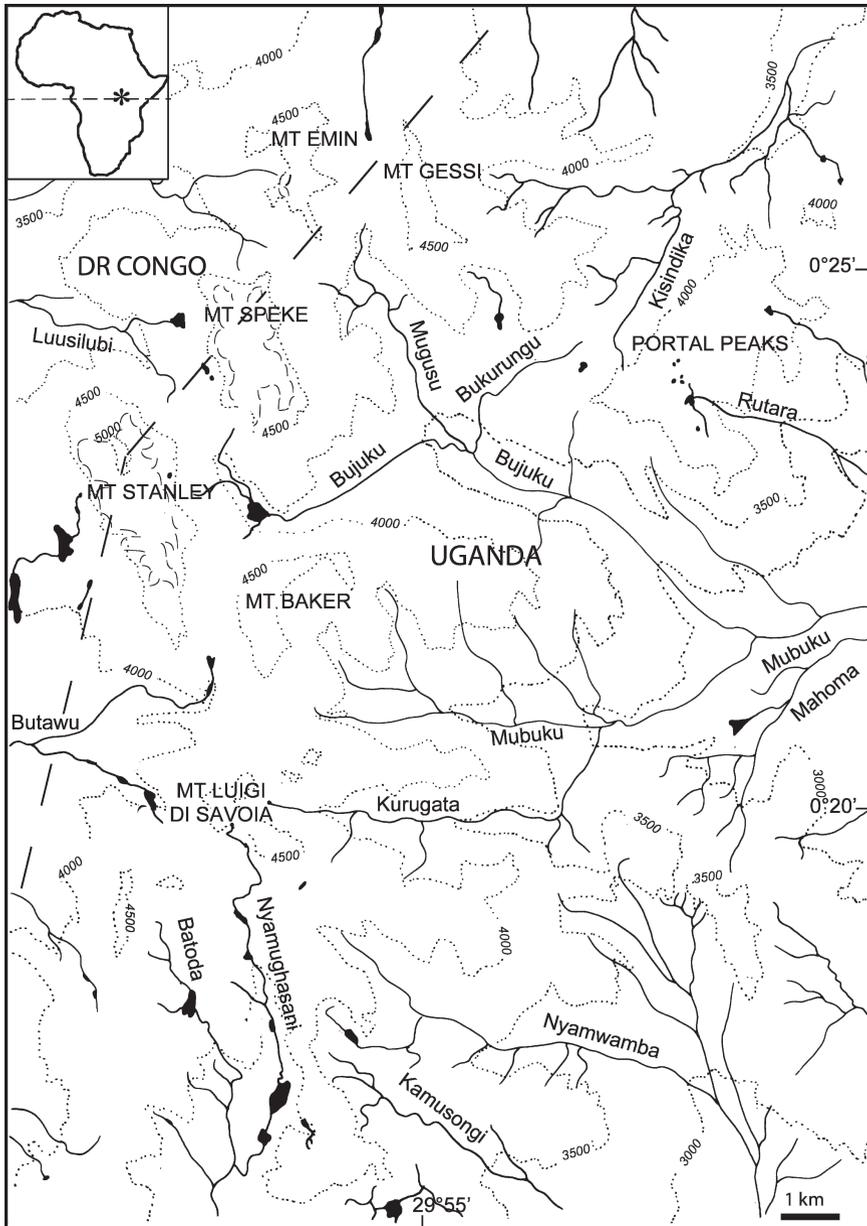 4000
3500
4500
MT EMIN
MT GESSI
4000
4000
3500
4500
Kisindika
DR CONGO
0°25'
4000
MT SPEKE
Luusilubi
Mugusu
Bukurungu
PORTAL PEAKS
4500
Rutara
5000
4500
Bujuku
Bujuku
MT STANLEY
3500
4000
UGANDA
4500
MT BAKER
Mubuku
4000
Mahoma
Butawu
Mubuku
MT LUIGI
DI SAVOIA
Kurugata
3000
0°20'
3500
4500
4000
3500
4500
Batoda
Nyamughasani
4000
Nyamwamba
Kamusongi
3500
3000
29°55'
1 km